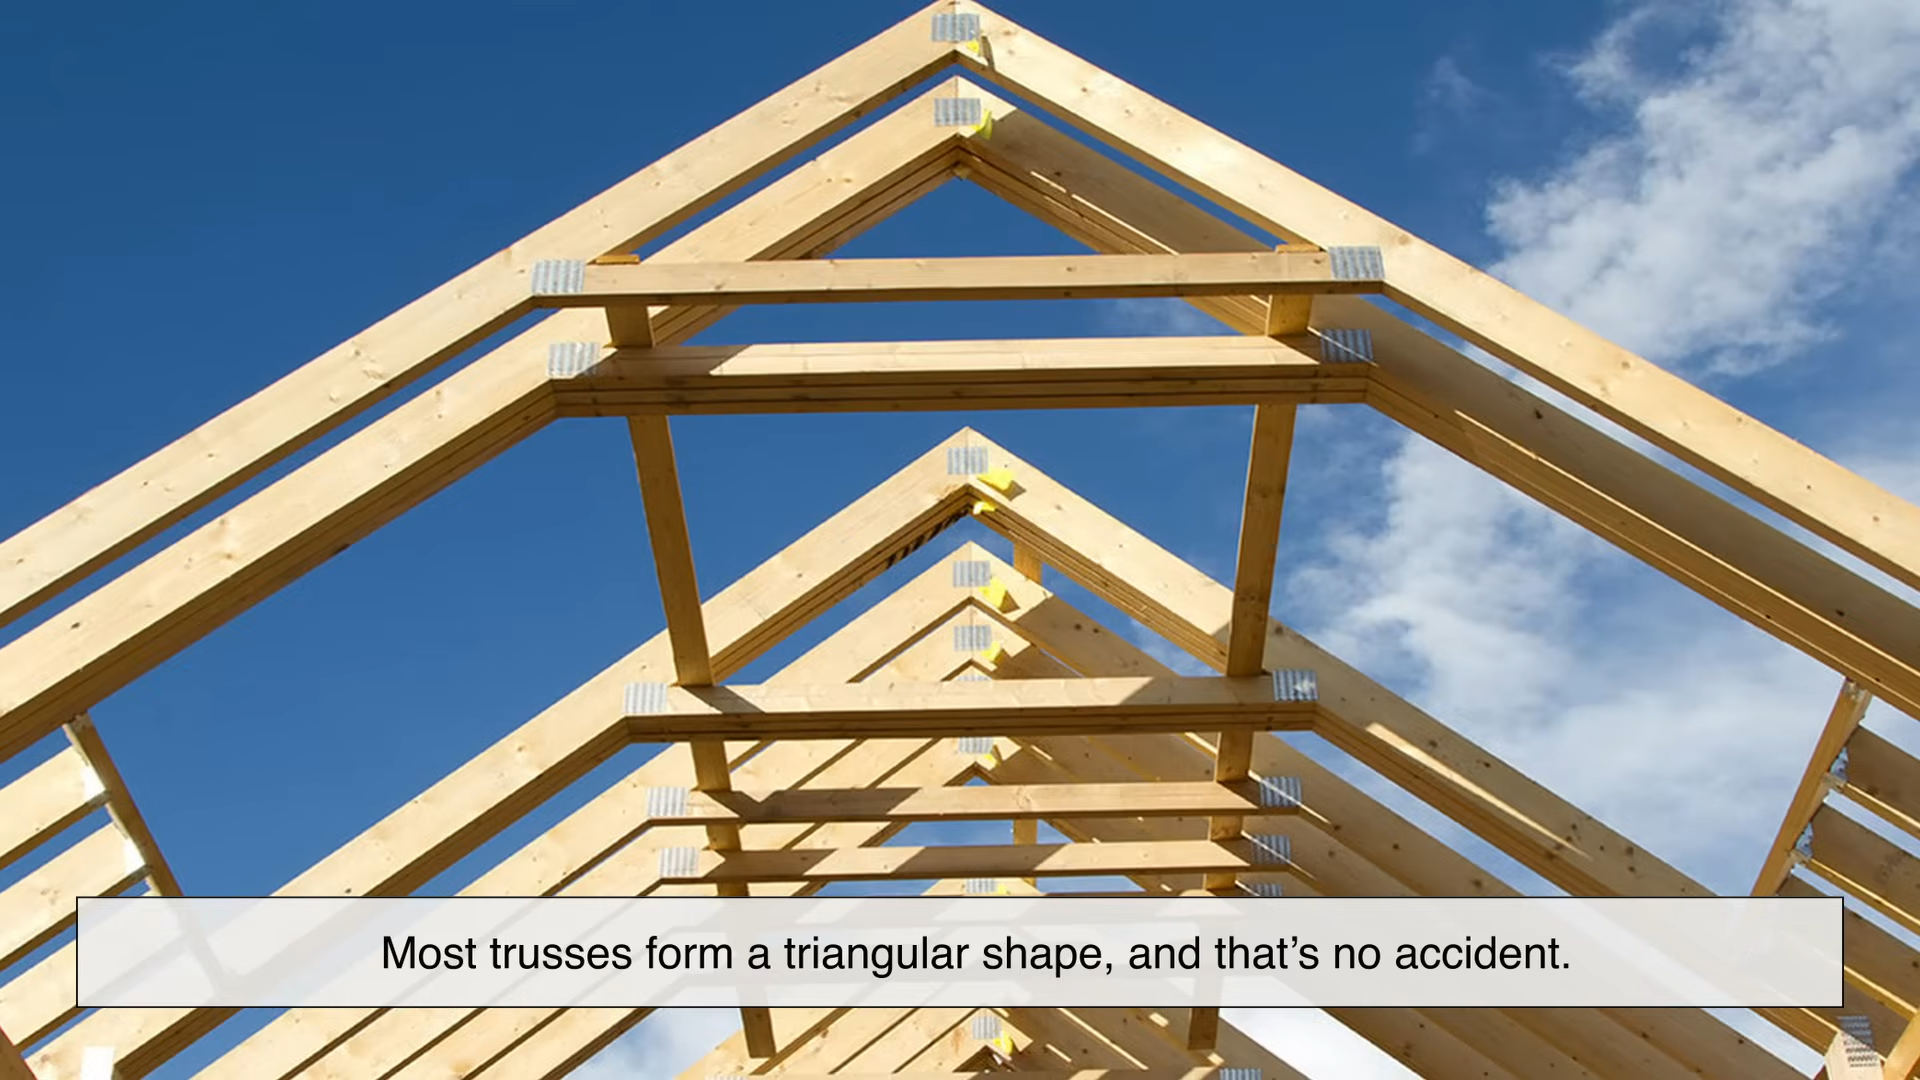 Most trusses form a triangular shape, and that’s no accident.